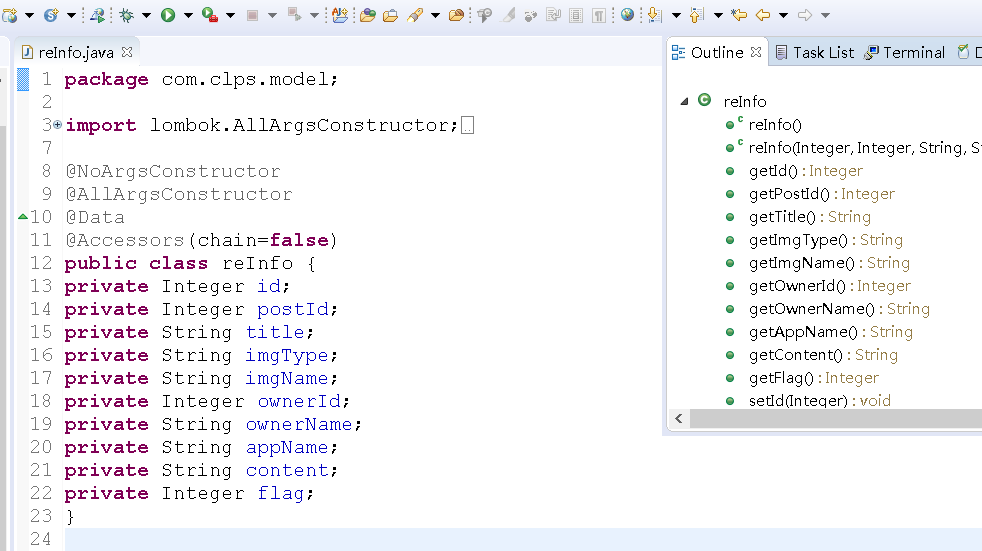 reInfo.java
1 package com.clps.model;
2
3 import lombok.AllArgsConstructor;
7
8 @NoArgsConstructor
9 @AllArgsConstructor
10 @Data
11 @Accessors(chain=false)
12 public class reInfo {
13 private Integer id;
14 private Integer postId;
15 private String title;
16 private String imgType;
17 private String imgName;
18 private Integer ownerId;
19 private String ownerName;
20 private String appName;
21 private String content;
22 private Integer flag;
23 }
24
Outline Task List Terminal
reInfo
reInfo()
reInfo(Integer, Integer, String, S
getId() : Integer
getPostId() : Integer
getTitle() : String
getImgType() : String
getImgName() : String
getOwnerId() : Integer
getOwnerName() : String
getAppName() : String
getContent() : String
getFlag() : Integer
setId(Integer) : void